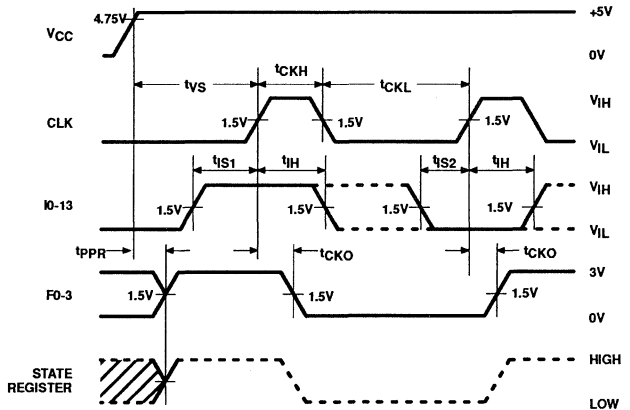 +5V
4.75V
VCC
0V
tVS
tCKH
tCKL
VIH
CLK
1.5V
1.5V
1.5V
VIL
tIS1
tIH
tIS2
tIH
VIH
I0-13
1.5V
1.5V
1.5V
1.5V
VIL
tPPR
tCKO
tCKO
3V
F0-3
1.5V
1.5V
1.5V
0V
HIGH
STATE
REGISTER
LOW